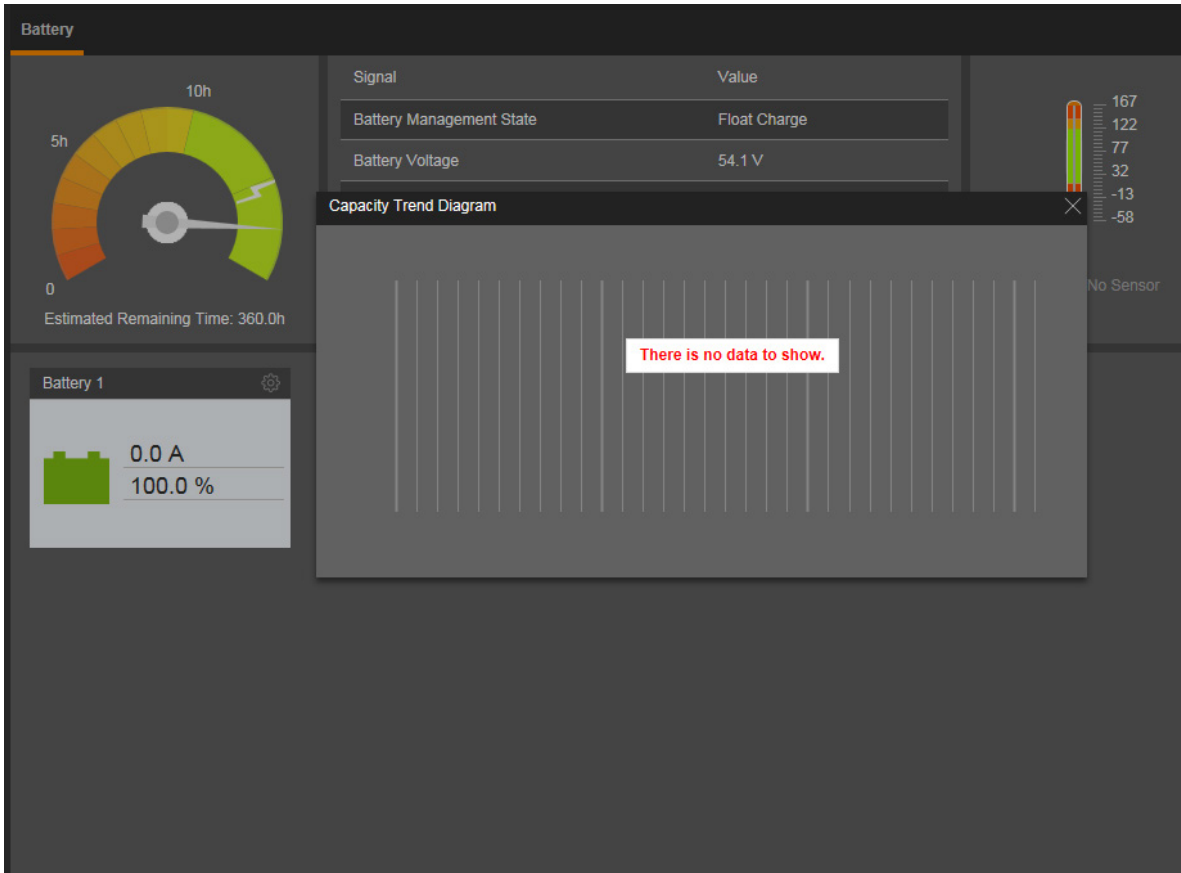 Battery
10h
5h
0
Estimated Remaining Time: 360.0h
Signal Value
Battery Management State Float Charge
Battery Voltage 54.1 V
167
122
77
32
-13
-58
No Sensor
Capacity Trend Diagram
There is no data to show.
Battery 1
0.0 A
100.0 %